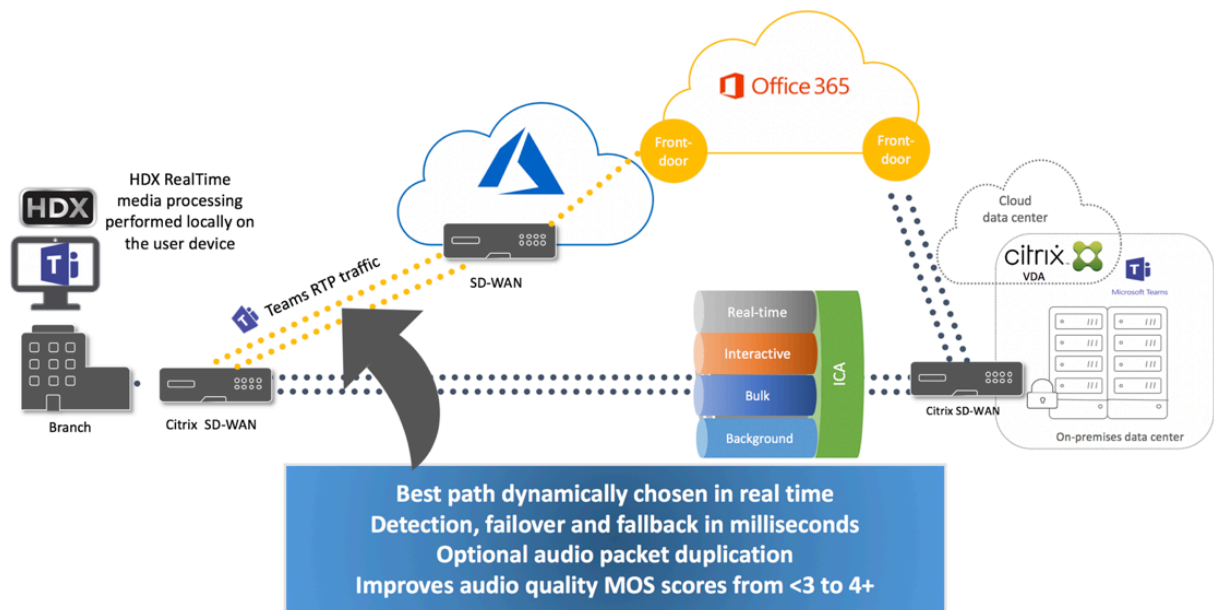 Office 365
Front-
door
Front-
door
HDX
HDX RealTime
media processing
performed locally on
the user device
T
Cloud
data center
citrix
VDA
T
Microsoft Teams
SD-WAN
T
Teams RTP traffic
Real-time
Interactive
Bulk
Background
ICA
Branch
Citrix SD-WAN
Citrix SD-WAN
On-premises data center
Best path dynamically chosen in real time
Detection, failover and fallback in milliseconds
Optional audio packet duplication
Improves audio quality MOS scores from <3 to 4+